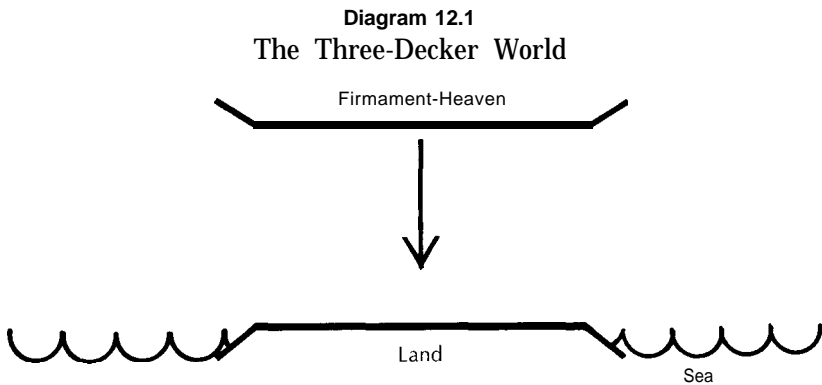 Diagram 12.1
The Three-Decker World
Firmament-Heaven
Land
Sea